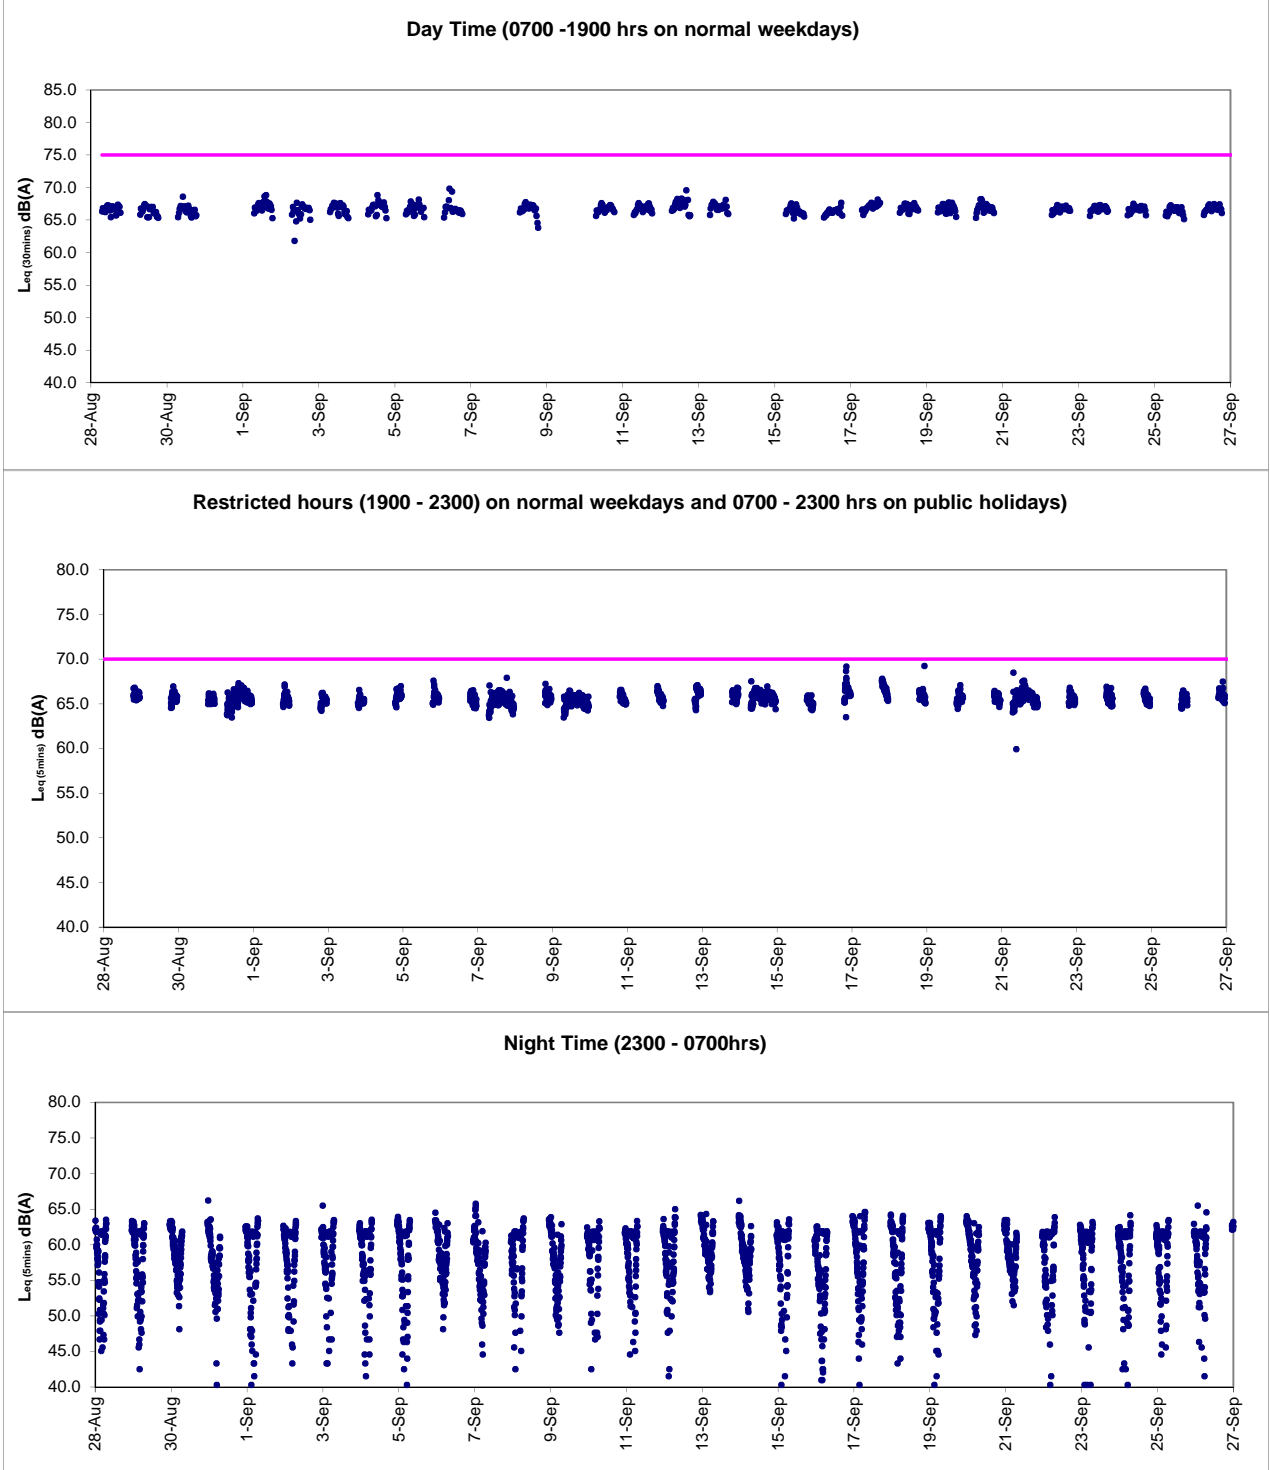 Day Time (0700 -1900 hrs on normal weekdays)
85.0
80.0
75.0
70.0
65.0
60.0
55.0
50.0
45.0
40.0
Leq (30mins) dB(A)
28-Aug
30-Aug
1-Sep
3-Sep
5-Sep
7-Sep
9-Sep
11-Sep
13-Sep
15-Sep
17-Sep
19-Sep
21-Sep
23-Sep
25-Sep
27-Sep
Restricted hours (1900 - 2300) on normal weekdays and 0700 - 2300 hrs on public holidays)
80.0
75.0
70.0
65.0
60.0
55.0
50.0
45.0
40.0
Leq (5mins) dB(A)
28-Aug
30-Aug
1-Sep
3-Sep
5-Sep
7-Sep
9-Sep
11-Sep
13-Sep
15-Sep
17-Sep
19-Sep
21-Sep
23-Sep
25-Sep
27-Sep
Night Time (2300 - 0700hrs)
80.0
75.0
70.0
65.0
60.0
55.0
50.0
45.0
40.0
Leq (5mins) dB(A)
28-Aug
30-Aug
1-Sep
3-Sep
5-Sep
7-Sep
9-Sep
11-Sep
13-Sep
15-Sep
17-Sep
19-Sep
21-Sep
23-Sep
25-Sep
27-Sep